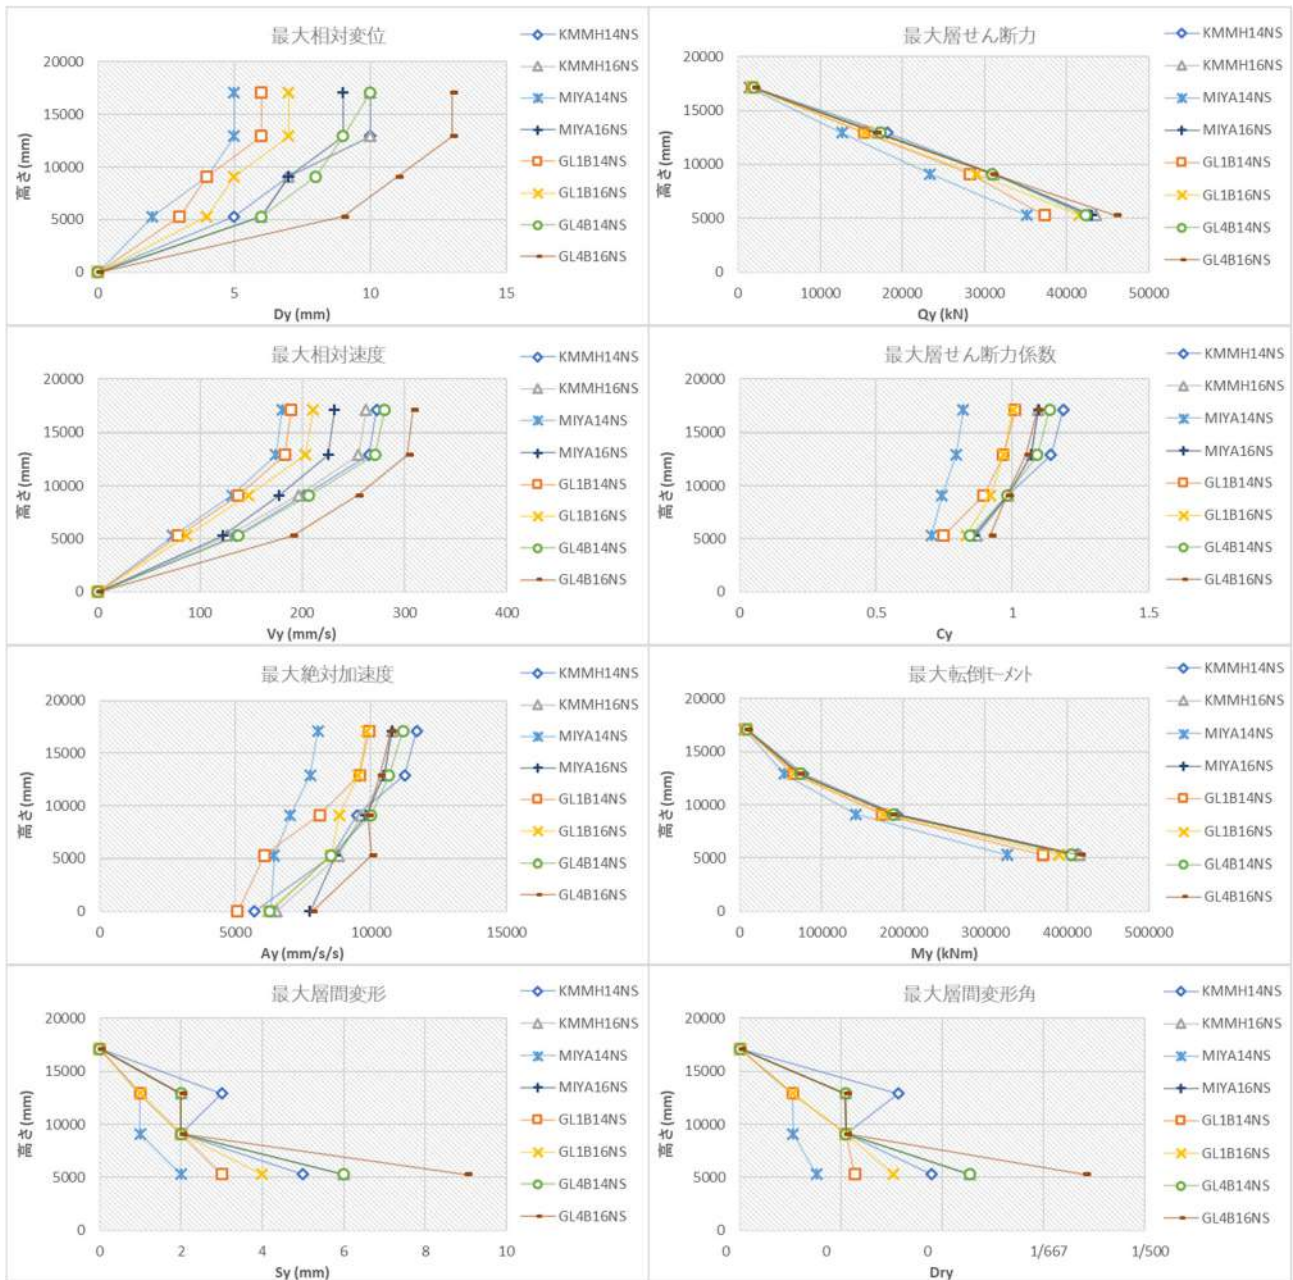 最大相対変位
20000
15000
10000
5000
0
高さ(mm)
0 5 10 15
Dy (mm)
KMMH14NS
KMMH16NS
MIYA14NS
MIYA16NS
GL1B14NS
GL1B16NS
GL4B14NS
GL4B16NS
最大層せん断力
20000
15000
10000
5000
0
高さ(mm)
0 10000 20000 30000 40000 50000
Qy (kN)
KMMH14NS
KMMH16NS
MIYA14NS
MIYA16NS
GL1B14NS
GL1B16NS
GL4B14NS
GL4B16NS
最大相対速度
20000
15000
10000
5000
0
高さ(mm)
0 100 200 300 400
Vy (mm/s)
KMMH14NS
KMMH16NS
MIYA14NS
MIYA16NS
GL1B14NS
GL1B16NS
GL4B14NS
GL4B16NS
最大層せん断力係数
20000
15000
10000
5000
0
高さ(mm)
0 0.5 1 1.5
Cy
KMMH14NS
KMMH16NS
MIYA14NS
MIYA16NS
GL1B14NS
GL1B16NS
GL4B14NS
GL4B16NS
最大絶対加速度
20000
15000
10000
5000
0
高さ(mm)
0 5000 10000 15000
Ay (mm/s/s)
KMMH14NS
KMMH16NS
MIYA14NS
MIYA16NS
GL1B14NS
GL1B16NS
GL4B14NS
GL4B16NS
最大転倒ﾓｰﾒﾝﾄ
20000
15000
10000
5000
0
高さ(mm)
0 100000 200000 300000 400000 500000
My (kNm)
KMMH14NS
KMMH16NS
MIYA14NS
MIYA16NS
GL1B14NS
GL1B16NS
GL4B14NS
GL4B16NS
最大層間変形
20000
15000
10000
5000
0
高さ(mm)
0 2 4 6 8 10
Sy (mm)
KMMH14NS
KMMH16NS
MIYA14NS
MIYA16NS
GL1B14NS
GL1B16NS
GL4B14NS
GL4B16NS
最大層間変形角
20000
15000
10000
5000
0
高さ(mm)
0 0 0 1/667 1/500
Dry
KMMH14NS
KMMH16NS
MIYA14NS
MIYA16NS
GL1B14NS
GL1B16NS
GL4B14NS
GL4B16NS